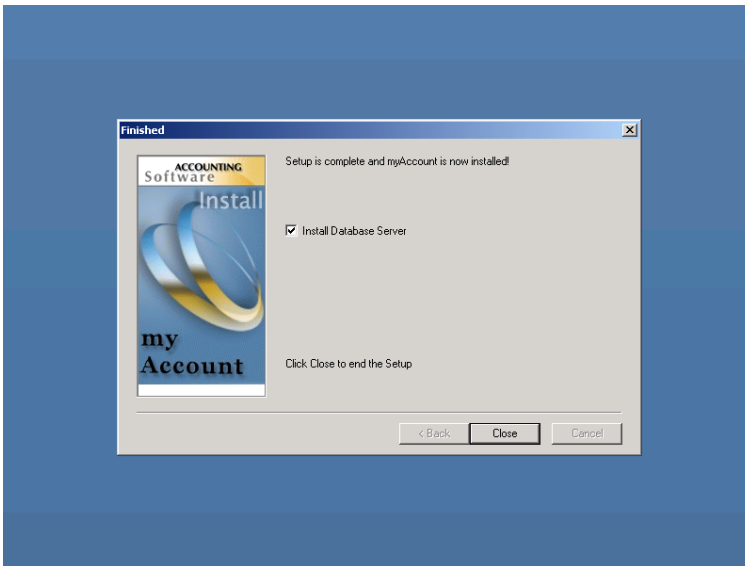 Finished
ACCOUNTING
Software
Install
my
Account
Setup is complete and myAccount is now installed!
Install Database Server
Click Close to end the Setup
< Back
Close
Cancel